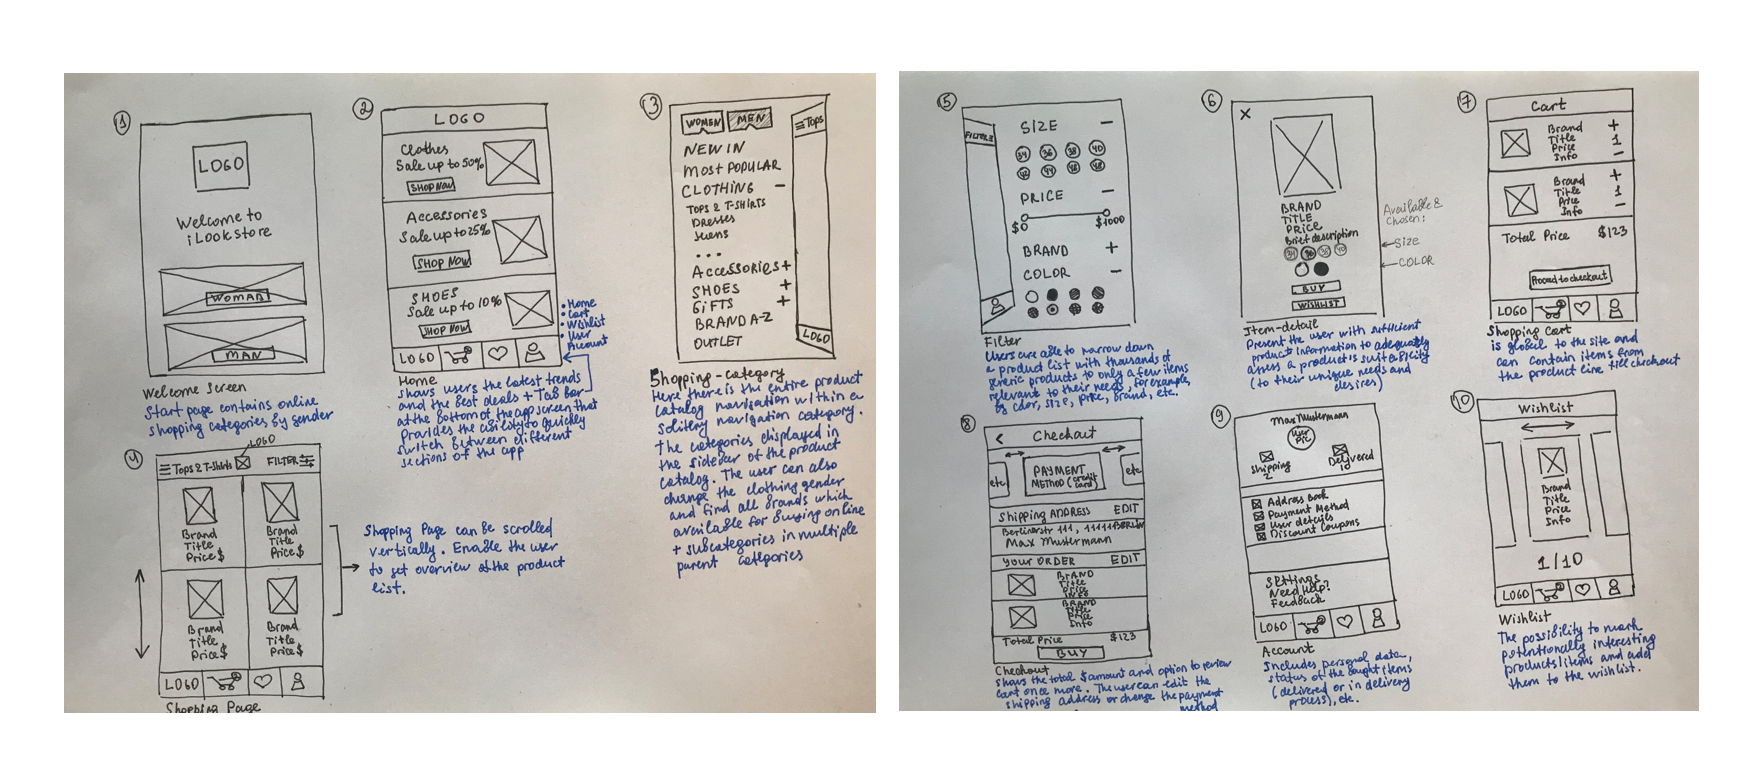 1
LOGO
Welcome to
iLookstore
WOMAN
MAN
Welcome Screen
Start page contains online
shopping categories by gender
2
LOGO
Clothes
Sale up to 50%
SHOP NOW
Accessories
Sale up to 25%
SHOP NOW
SHOES
Sale up to 10%
SHOP NOW
• Home
• Cart
• Wishlist
• User
Account
LOGO
Home
shows users the latest trends
and the best deals + Tab bar-
at the bottom of the app screen that
provides the ability to quickly
switch between different
sections of the app
3
WOMEN MEN
≡Tops
NEW IN
MOST POPULAR
CLOTHING –
TOPS & T-SHIRTS
Dresses
Jeans
...
Accessories +
SHOES +
GIFTS +
BRAND A-Z
OUTLET
LOGO
Shopping-category
Here there is the entire product
catalog navigation within a
solitery navigation category.
The categories displayed in
the sidebar of the product
catalog. The user can also
change the clothing gender
and find all brands which
available for buying online
+ subcategories in multiple
parent categories
4
LOGO
≡ Tops & T-Shirts FILTER
Brand Brand
Title Title
Price $ Price $
Brand Brand
Title Title
Price $ Price $
LOGO
Shopping Page
Shopping Page can be scrolled
vertically. Enable the user
to get overview of the product
list.
5
FILTER
SIZE –
34 36 38 40
42 44
PRICE –
$0 $1000
BRAND +
COLOR –
Filter
Users are able to narrow down
a product list with thousands of
generic products to only a few items
relevant to their needs, for example,
by color, size, price, brand, etc.
6
X
BRAND
TITLE
PRICE
Brief description
34 36 38 40
BUY
WISHLIST
Available &
Chosen:
← Size
← COLOR
Item-detail
Present the user with sufficient
product information to adequately
assess a product is suitability
(to their unique needs and
desires)
7
Cart
Brand +
Title 1
Price
Info –
Brand +
Title 1
Price –
Info
Total Price $123
Proceed to checkout
LOGO
Shopping Cart
is global to the site and
can contain items from
the product line till checkout
8
< Checkout
etc PAYMENT etc
METHOD (credit
card)
Shipping ADDRESS EDIT
Berlinerstr 111, 11111 BERLIN
Max Mustermann
YOUR ORDER EDIT
BRAND
Title
Price
INFO
BRAND
Title
Price
Info
Total Price $123
BUY
Checkout
shows the total $ amount and option to review
cart once more. The user can edit the
shipping address or change the payment
method
9
Max Mustermann
User
Pic
Shipping Delivered
2 10
Address Book
Payment Method
User details
Discount Coupons
Settings
Need Help?
Feedback
LOGO
Account
Includes personal data,
status of the bought items
(delivered or in delivery
process), etc.
10
Wishlist
Brand
Title
Price
Info
1/10
LOGO
Wishlist
The possibility to mark
potentionally interesting
products/items and add
them to the wishlist.